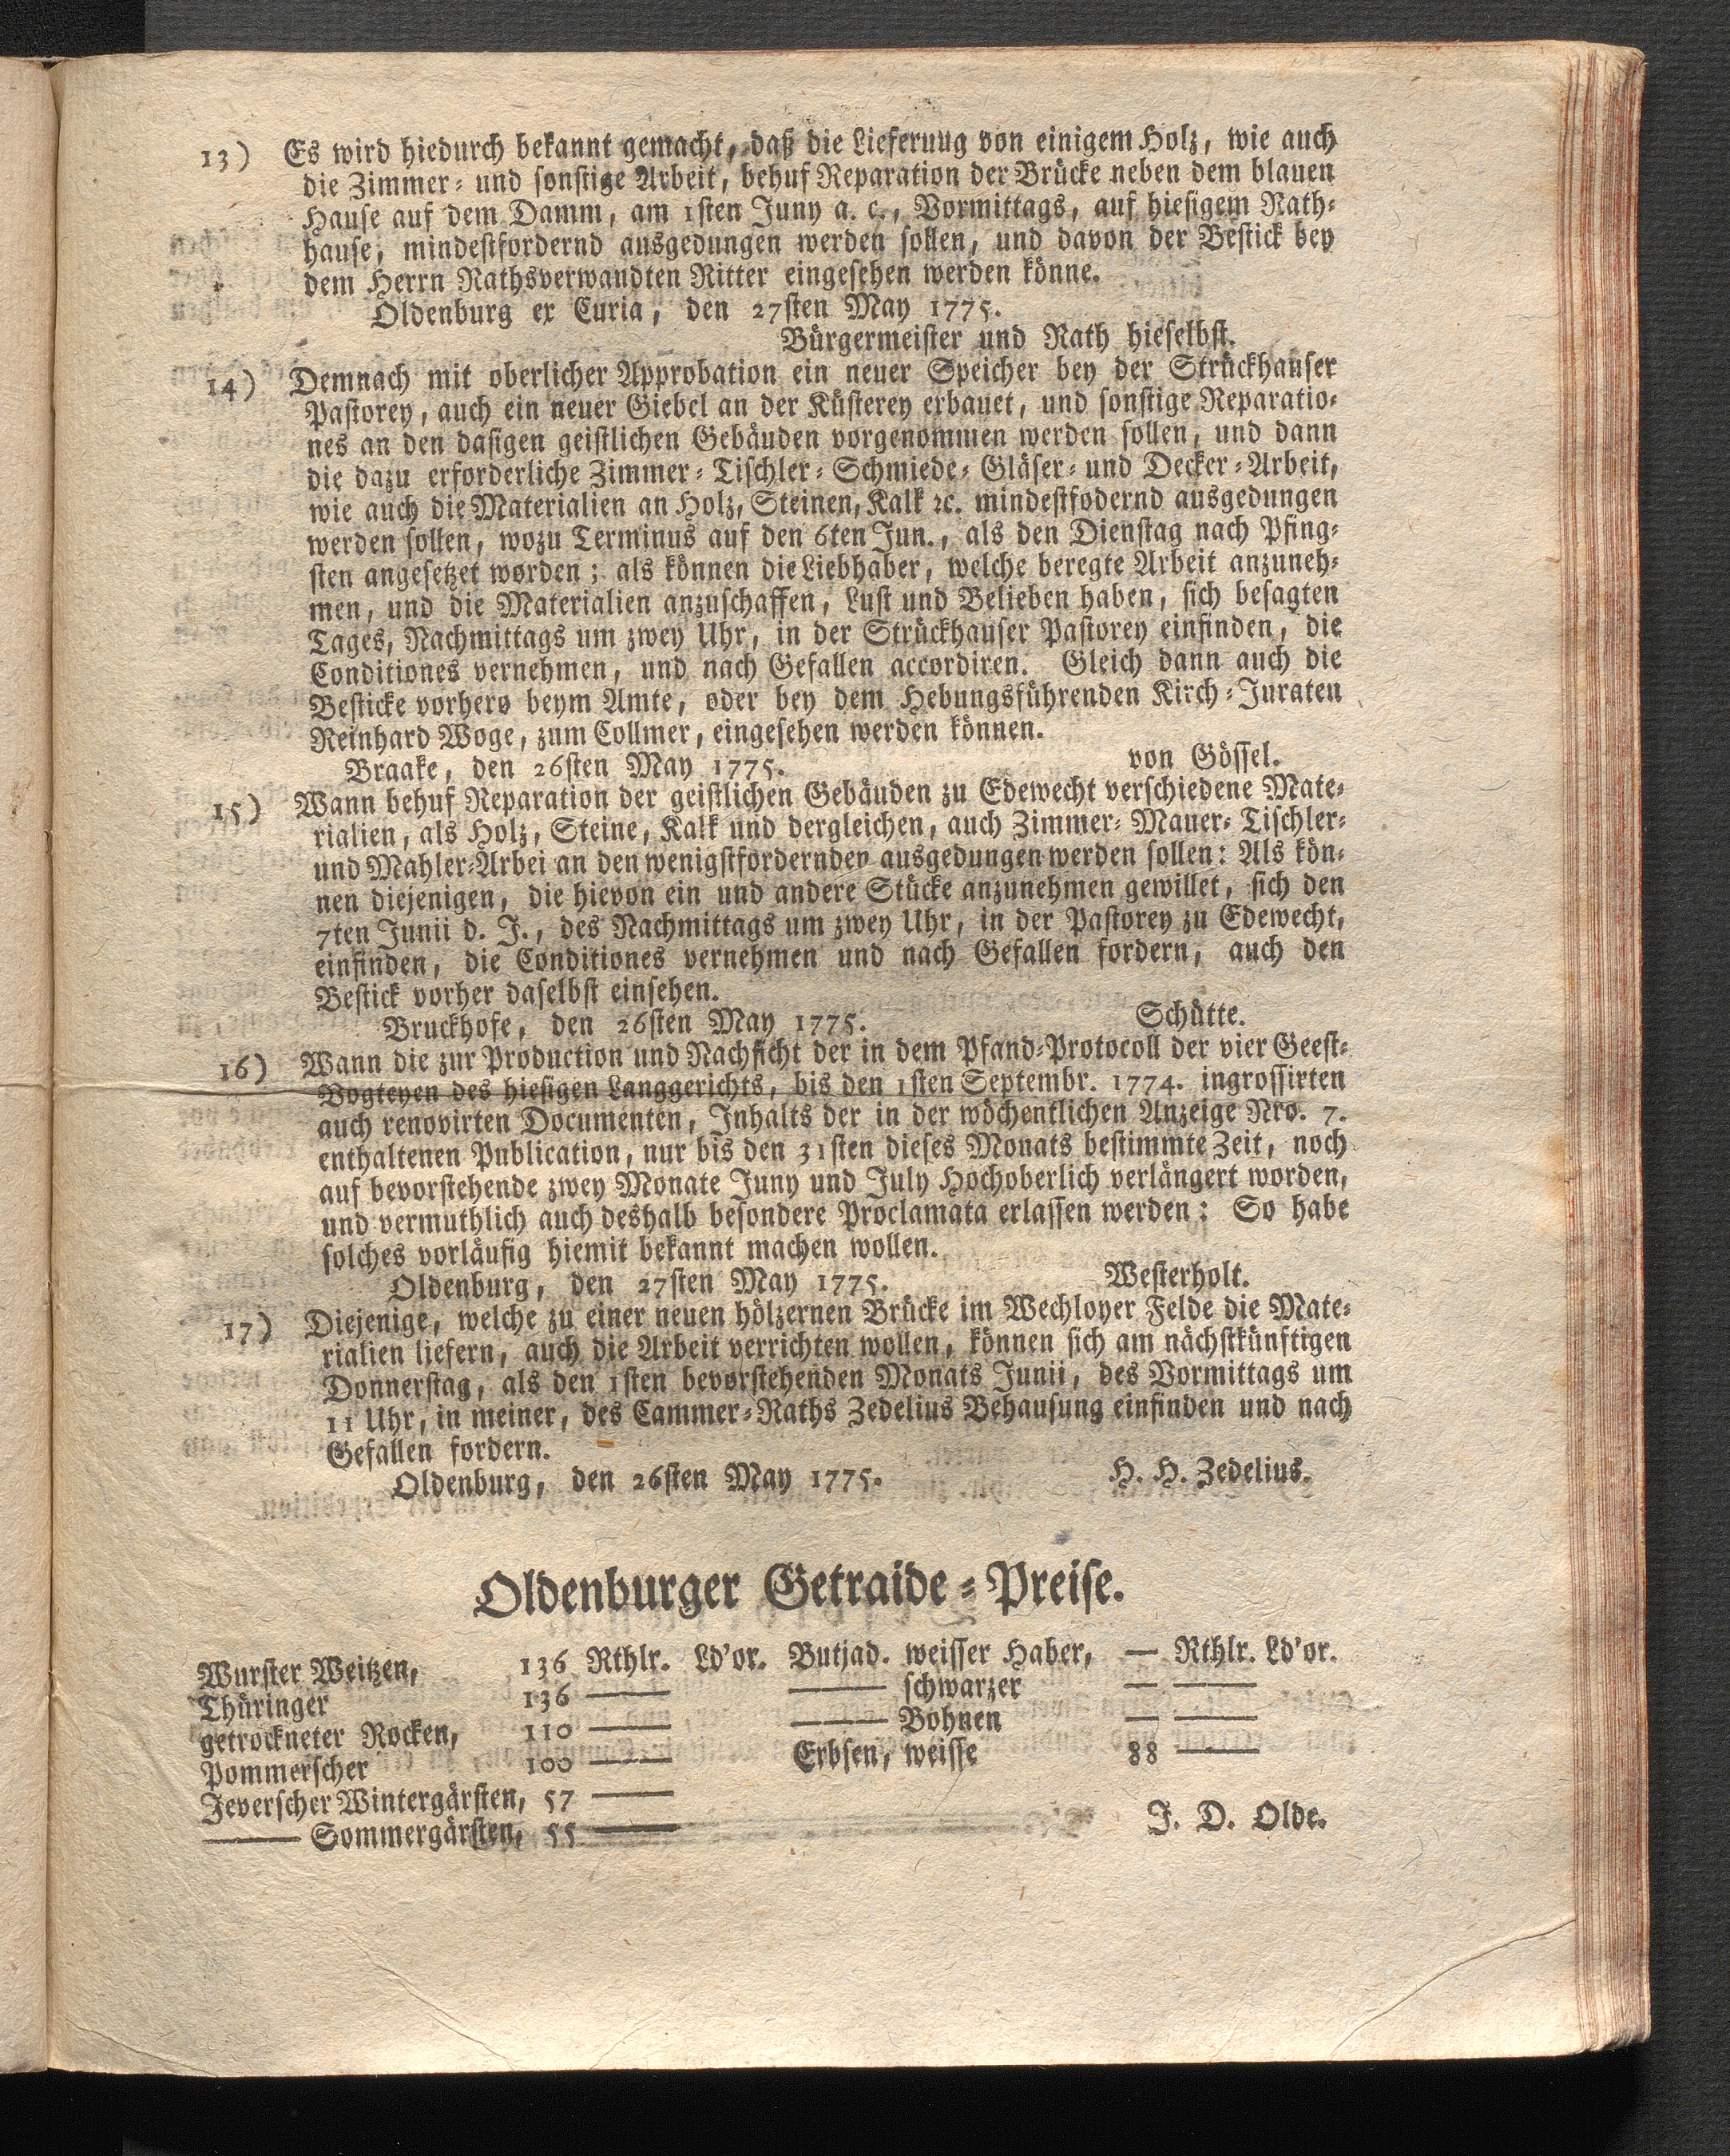 13) Es wird hiedurch bekannt gemacht, daß die Lieferuug von einigem Holz, wie auch
die Zimmer- und sonstige Arbeit, behuf Reparation der Brücke neben dem blauen
Hause auf dem Damm, am 1sten Juny a. c., Vormittags, auf hiesigem Rath-
hause, mindestfordernd ausgedungen werden sollen, und davon der Bestick bey
dem Herrn Rathsverwandten Ritter eingesehen werden könne.
Oldenburg ex Curia, den 27sten May 1775.
Bürgermeister und Rath hieselbst.
14) Demnach mit oberlicher Approbation ein neuer Speicher bey der Strückhauser
Pastorey, auch ein neuer Giebel an der Küsterey erbauet, und sonstige Reparatio-
nes an den dasigen geistlichen Gebäuden vorgenommen werden sollen, und dann
die dazu erforderliche Zimmer- Tischler- Schmiede- Gläser- und Decker-Arbeit,
wie auch die Materialien an Holz, Steinen, Kalk ꝛc. mindestfodernd ausgedungen
werden sollen, wozu Terminus auf den 6ten Jun., als den Dienstag nach Pfing-
sten angesetzet worden; als können die Liebhaber, welche beregte Arbeit anzuneh-
men, und die Materialien anzuschaffen, Lust und Belieben haben, sich besagten
Tages, Nachmittags um zwey Uhr, in der Strückhauser Pastorey einfinden, die
Conditiones vernehmen, und nach Gefallen accordiren. Gleich dann auch die
Besticke vorhero beym Amte, oder bey dem Hebungsführenden Kirch-Juraten
Reinhard Woge, zum Collmer, eingesehen werden können.
Braake, den 26sten May 1775. von Gössel.
15) Wann behuf Reparation der geistlichen Gebäuden zu Edewecht verschiedene Mate-
rialien, als Holz, Steine, Kalk und dergleichen, auch Zimmer- Mauer- Tischler-
und Mahler-Arbei an den wenigstfordernden ausgedungen werden sollen: Als kön-
nen diejenigen, die hievon ein und andere Stücke anzunehmen gewillet, sich den
7ten Junii d. J., des Nachmittags um zwey Uhr, in der Pastorey zu Edewecht,
einfinden, die Conditiones vernehmen und nach Gefallen fordern, auch den
Bestick vorher daselbst einsehen.
Bruckhofe, den 26sten May 1775. Schütte.
16) Wann die zur Production und Nachsicht der in dem Pfand-Protocoll der vier Geest-
Vogteyen des hiesigen Langgerichts, bis den 1sten Septembr. 1774. ingrossirten
auch renovirten Documenten, Inhalts der in der wöchentlichen Anzeige Nro. 7.
enthaltenen Publication, nur bis den 31sten dieses Monats bestimmte Zeit, noch
auf bevorstehende zwey Monate Juny und July Hochoberlich verlängert worden,
und vermuthlich auch deshalb besondere Proclamata erlassen werden: So habe
solches vorläufig hiemit bekannt machen wollen.
Oldenburg, den 27sten May 1775. Westerholt.
17) Diejenige, welche zu einer neuen hölzernen Brücke im Wechloyer Felde die Mate-
rialien liefern, auch die Arbeit verrichten wollen, können sich am nächstkünftigen
Donnerstag, als den 1sten bevorstehenden Monats Junii, des Vormittags um
11 Uhr, in meiner, des Cammer-Raths Zedelius Behausung einfinden und nach
Gefallen fordern.
Oldenburg, den 26sten May 1775. H. H. Zedelius.
Oldenburger Getraide-Preise.
Wurster Weitzen, 136 Rthlr. Ld'or. Butjad. weisser Haber, — Rthlr. Ld'or.
Thüringer 136 —— —— schwarzer — ——
getrockneter Rocken, 110 —— —— Bohnen — ——
Pommerscher 100 —— Erbsen, weisse 88 ——
Jeverscher Wintergärsten, 57 ——
—— Sommergärsten, 55 —— J. D. Olde.